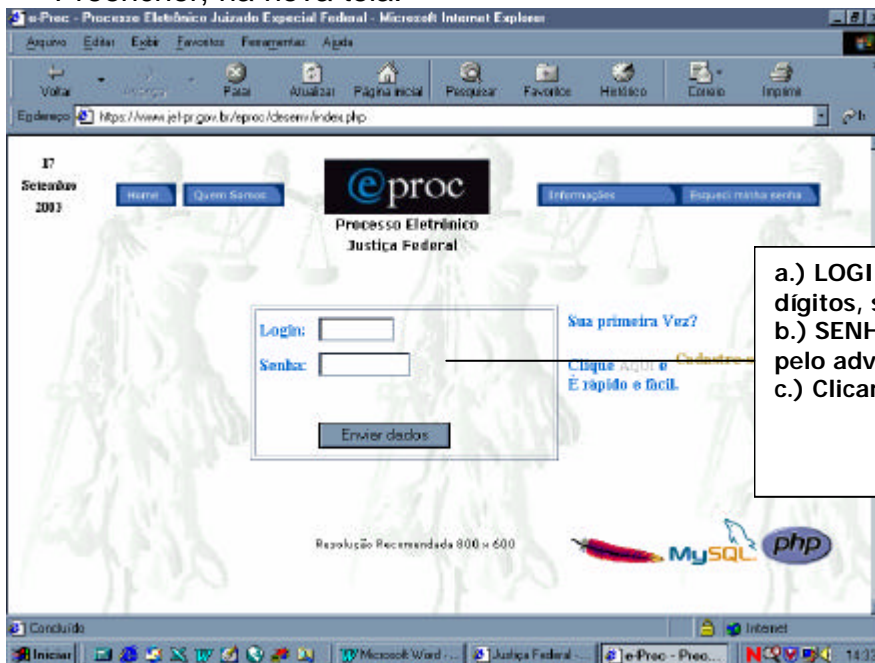 Preencher, na nova tela:
e-Proc - Processo Eletrônico Juizado Especial Federal - Microsoft Internet Explorer
Arquivo Editar Exibir Favoritos Ferramentas Ajuda
Voltar Avançar Parar Atualizar Página inicial Pesquisar Favoritos Histórico Correio Imprimir
Endereço https://www.jef-pr.gov.br/eproc/desenv/index.php
17
Setembro
2003
Home Quem Somos
eproc
Informações Esqueci minha senha
Processo Eletrônico
Justiça Federal
a.) LOGI
dígitos, s
b.) SENH
pelo adv
c.) Clicar
Login:
Senha:
Enviar dados
Sua primeira Vez?
Clique AQUI e Cadastre
É rápido e fácil.
Resolução Recomendada 800 x 600
MySQL php
Concluído Internet
Iniciar Microsoft Word - ... Justiça Federal - ... e-Proc - Proc... 14:33